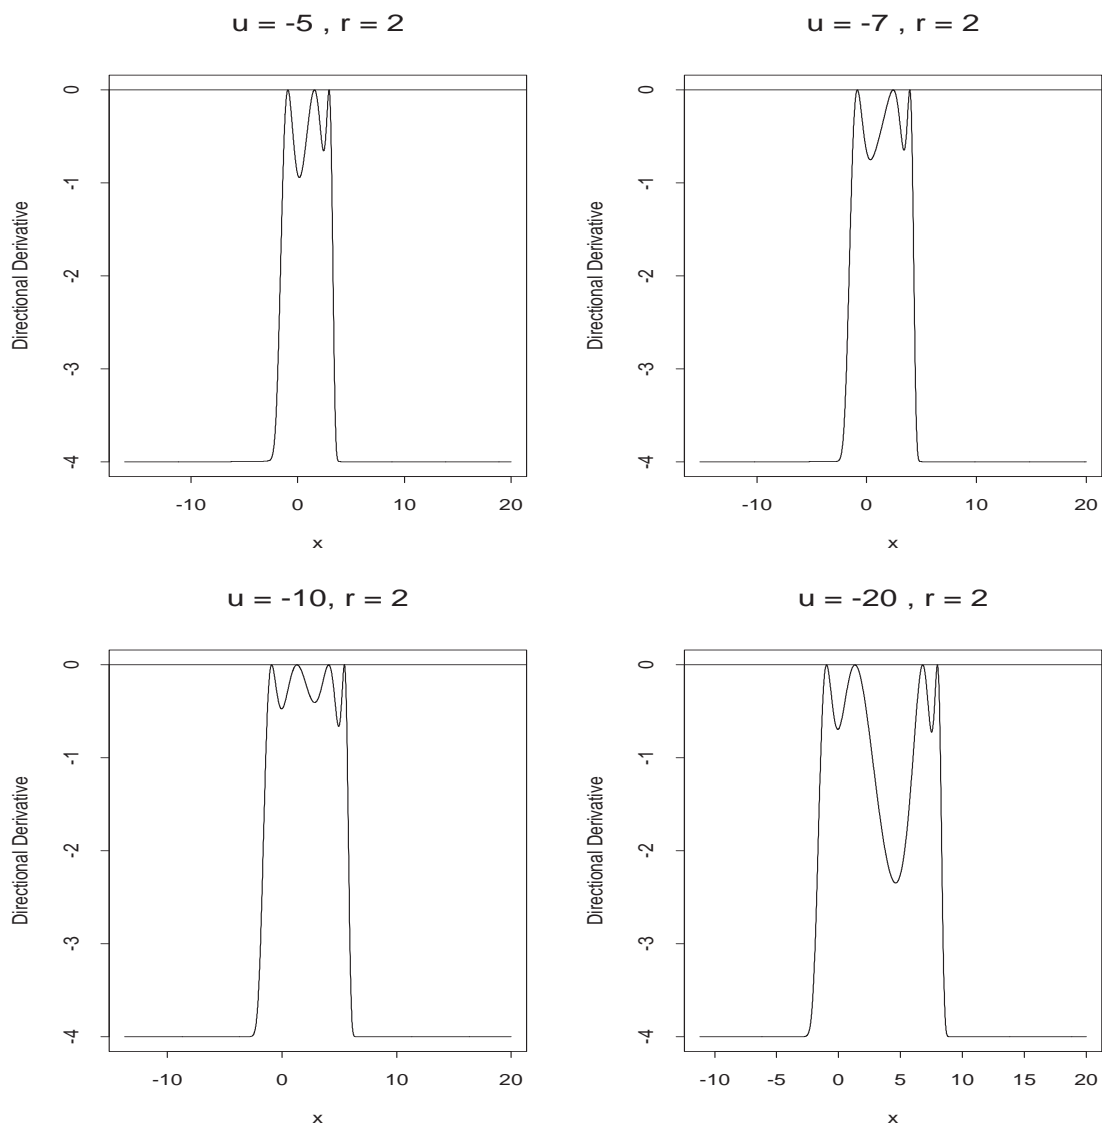 u = -5 , r = 2
0
-1
-2
-3
-4
Directional Derivative
-10 0 10 20
x
u = -7 , r = 2
0
-1
-2
-3
-4
Directional Derivative
-10 0 10 20
x
u = -10, r = 2
0
-1
-2
-3
-4
Directional Derivative
-10 0 10 20
x
u = -20 , r = 2
0
-1
-2
-3
-4
Directional Derivative
-10 -5 0 5 10 15 20
x